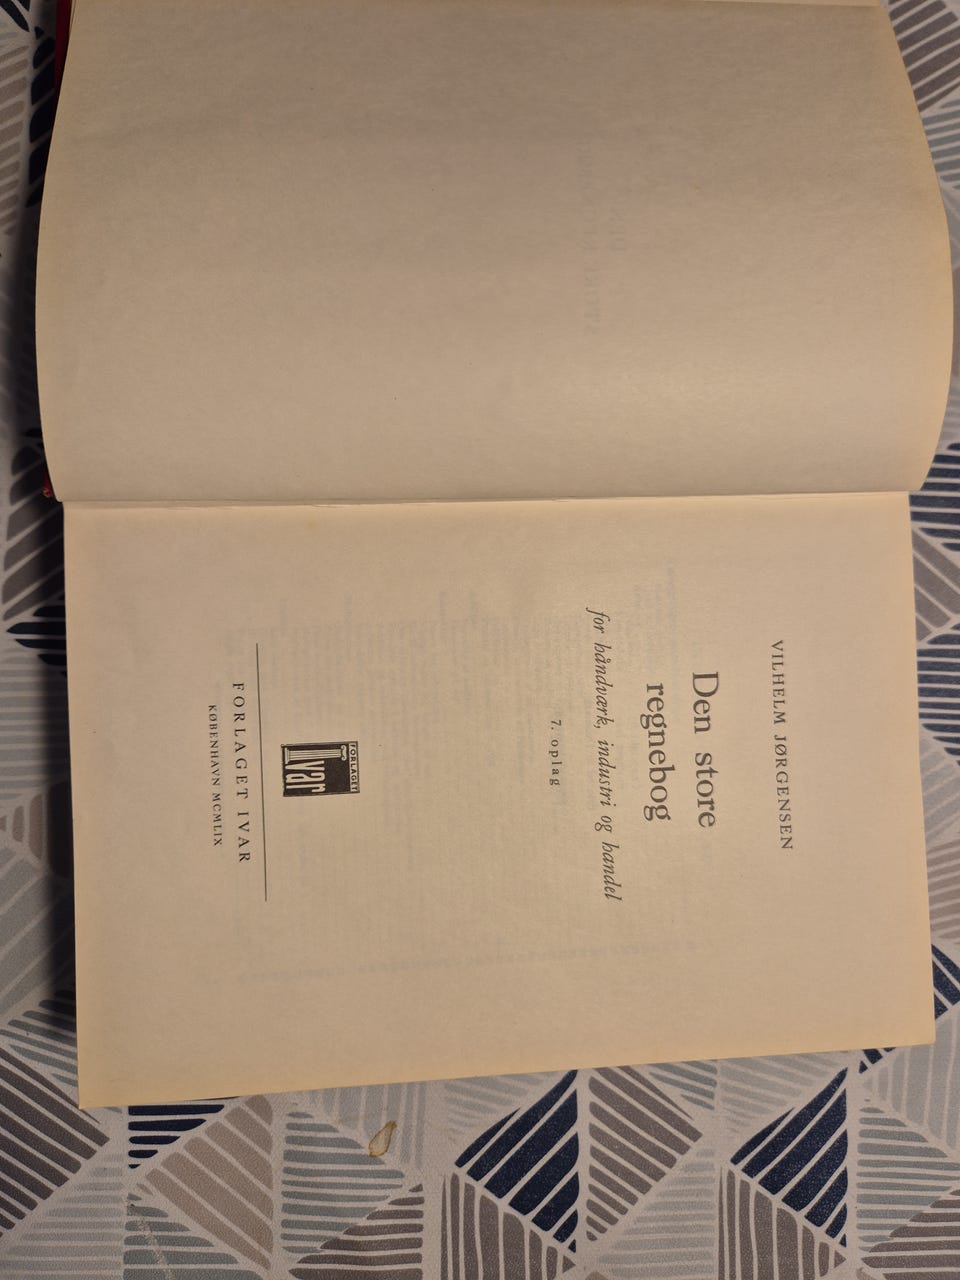 VILHELM JØRGENSEN
Den store
regnebog
for håndværk, industri og handel
7. oplag
FORLAGET
Ivar
FORLAGET IVAR
KØBENHAVN MCMLIX